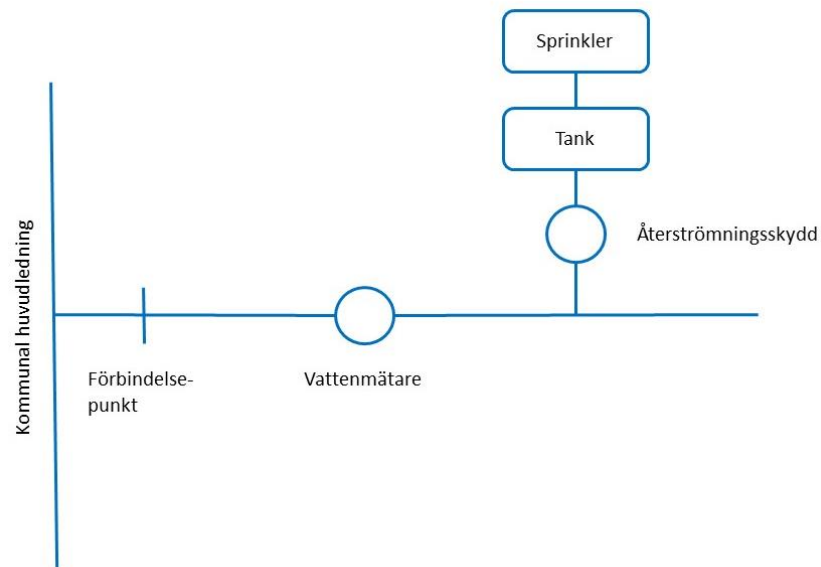 Sprinkler
Tank
Återströmningsskydd
Kommunal huvudledning
Förbindelse-
punkt
Vattenmätare